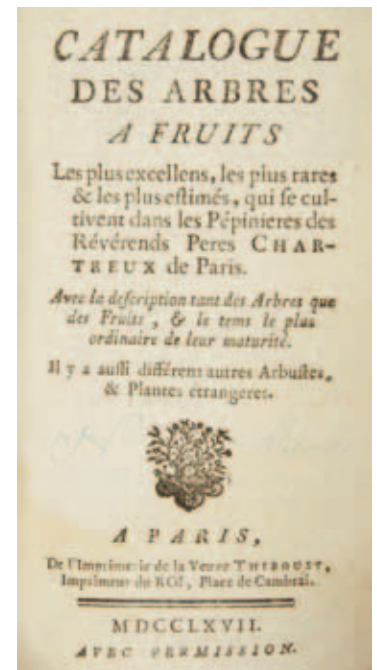 CATALOGUE
DES ARBRES
A FRUITS
Les plus excellens, les plus rares
& les plus estimés, qui se cul-
tivent dans les Pépinieres des
Révérends Peres CHAR-
TREUX de Paris.
Avec la description tant des Arbres que
des Fruits, & le tems le plus
ordinaire de leur maturité.
Il y a aussi différent autres Arbustes,
& Plantes étrangeres.
A PARIS,
De l'Imprimerie de la Veuve THIBOUST,
Imprimeur du ROI, Place de Cambrai.
MDCCLXVII.
AVEC PERMISSION.